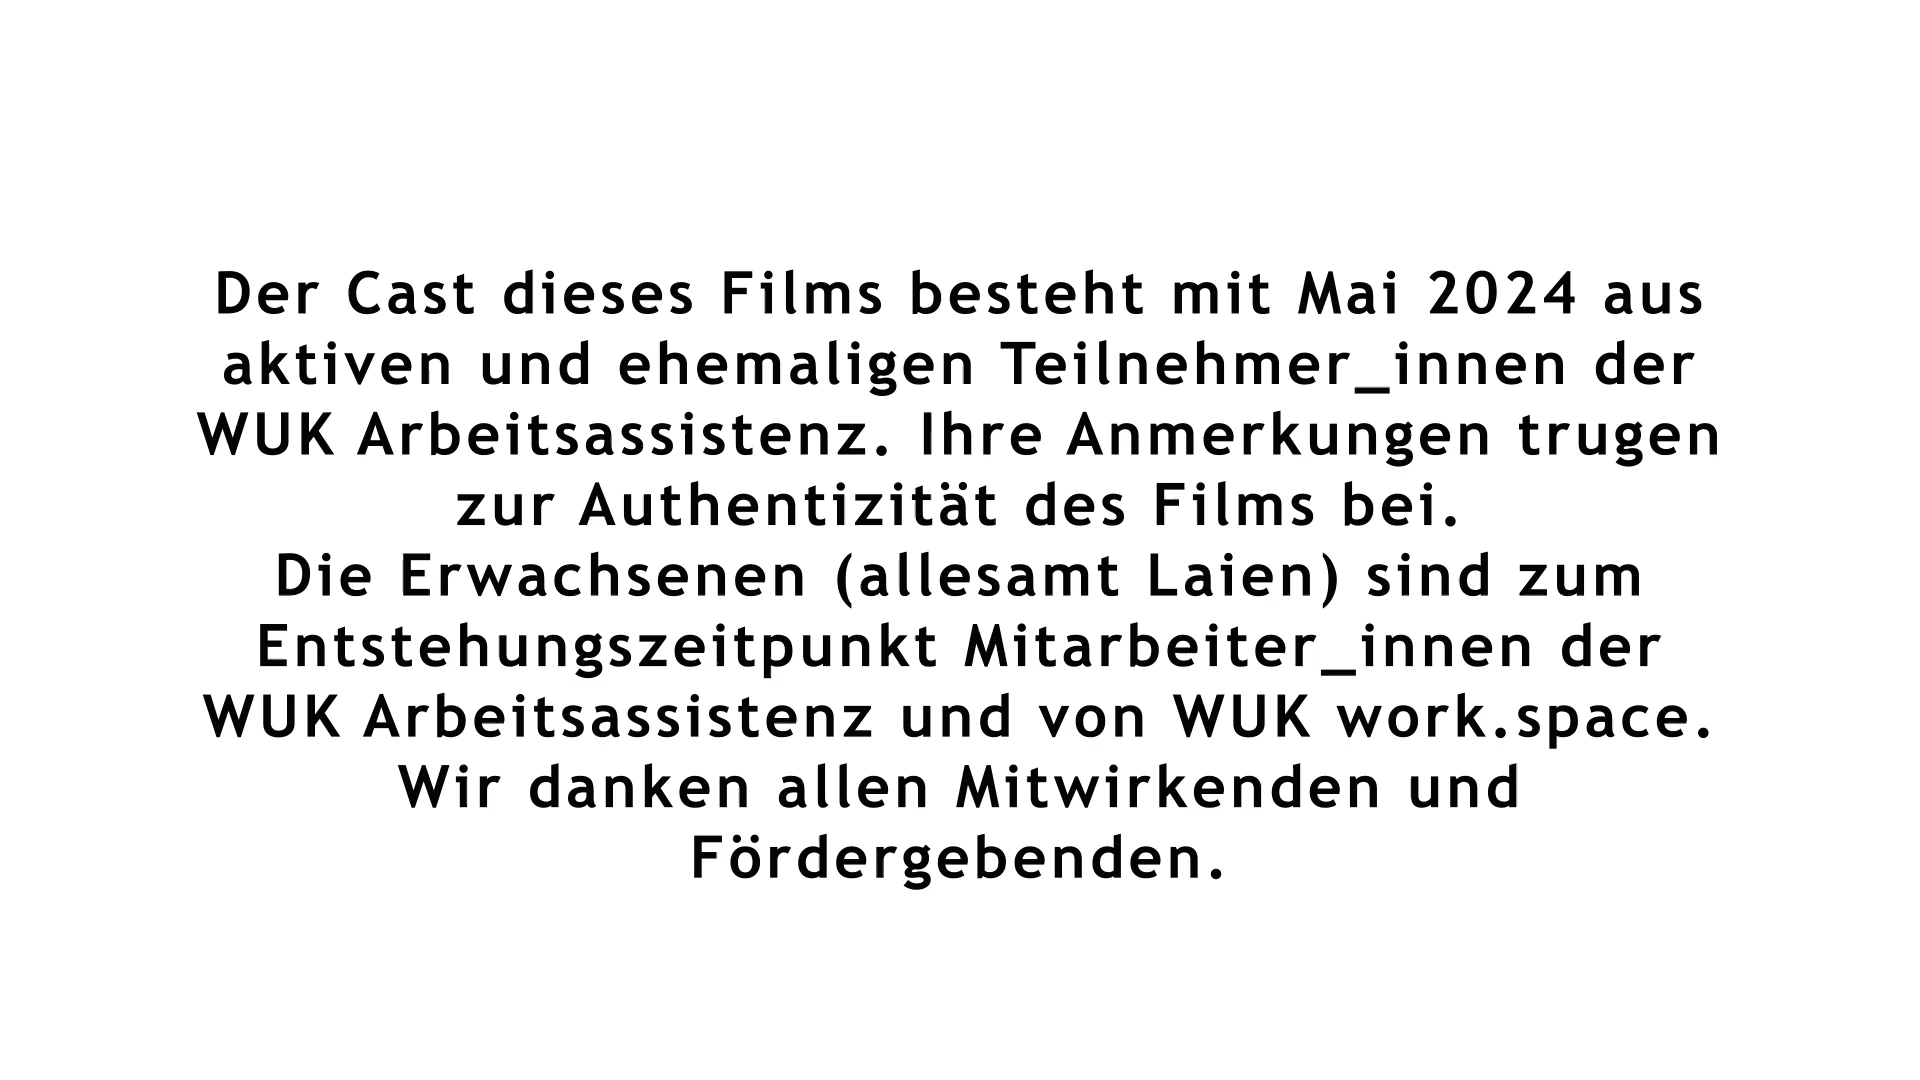 Der Cast dieses Films besteht mit Mai 2024 aus
aktiven und ehemaligen Teilnehmer_innen der
WUK Arbeitsassistenz. Ihre Anmerkungen trugen
zur Authentizität des Films bei.
Die Erwachsenen (allesamt Laien) sind zum
Entstehungszeitpunkt Mitarbeiter_innen der
WUK Arbeitsassistenz und von WUK work.space.
Wir danken allen Mitwirkenden und
Fördergebenden.